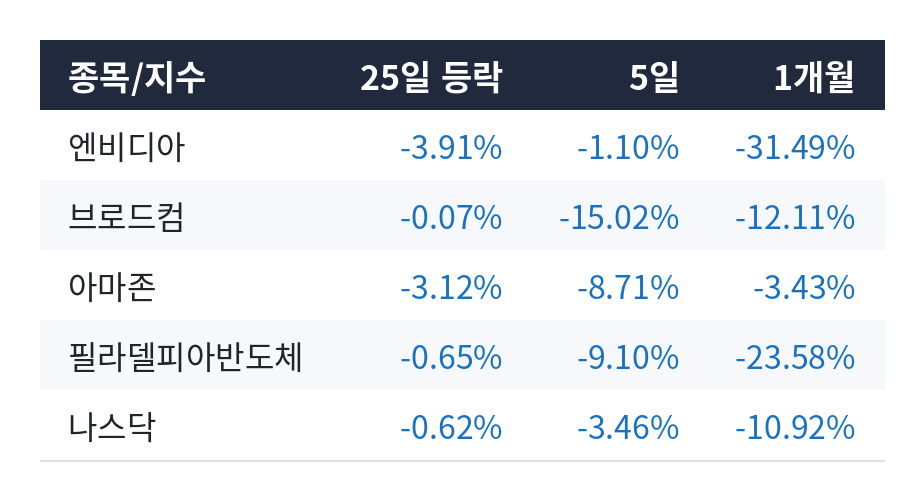 종목/지수 25일 등락 5일 1개월
엔비디아 -3.91% -1.10% -31.49%
브로드컴 -0.07% -15.02% -12.11%
아마존 -3.12% -8.71% -3.43%
필라델피아반도체 -0.65% -9.10% -23.58%
나스닥 -0.62% -3.46% -10.92%